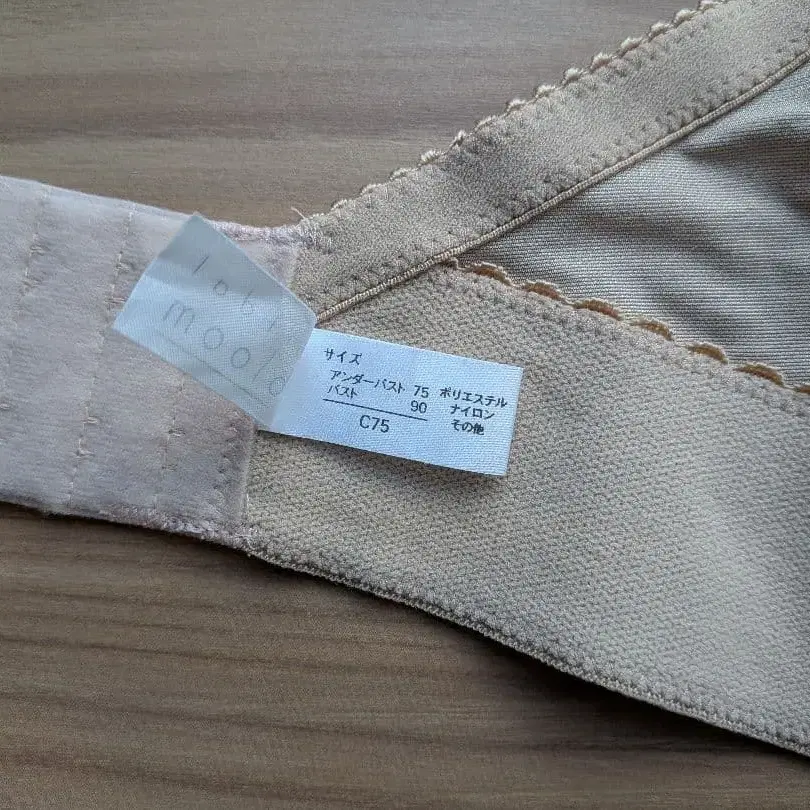 サイズ
アンダーバスト 75
バスト 90
C75
ポリエステル
ナイロン
その他